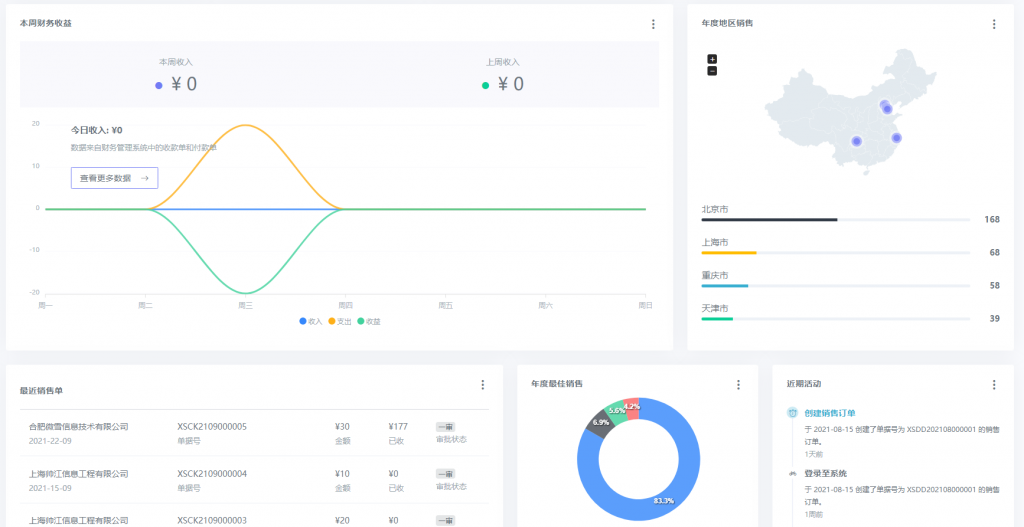 本周财务收益
本周收入
¥ 0
上周收入
¥ 0
20
10
0
-10
-20
今日收入: ¥0
数据来自财务管理系统中的收款单和付款单
查看更多数据 →
周一 周二 周三 周四 周五 周六 周日
收入 支出 收益
年度地区销售
+
−
北京市
168
上海市
68
重庆市
58
天津市
39
最近销售单
合肥微雪信息技术有限公司 XSCK2109000005 ¥30 ¥177 一审
2021-22-09 单据号 金额 已收 审批状态
上海帅江信息工程有限公司 XSCK2109000004 ¥10 ¥0 一审
2021-15-09 单据号 金额 已收 审批状态
上海帅江信息工程有限公司 XSCK2109000003 ¥20 ¥0 一审
年度最佳销售
4.2%
5.6%
6.9%
83.3%
近期活动
创建销售订单
于 2021-08-15 创建了单据号为 XSDD202108000001 的销售
订单。
1天前
登录至系统
于 2021-08-15 创建了单据号为 XSDD202108000001 的销售
订单。
1周前